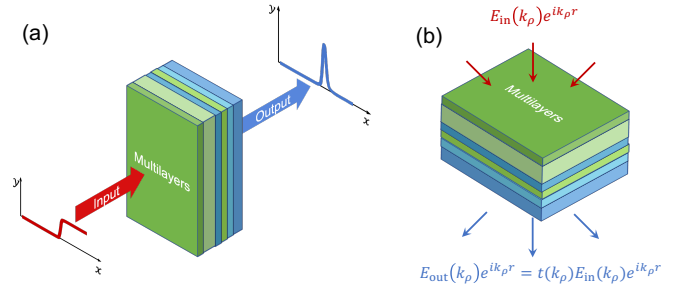 (a)
y
x
Input
Multilayers
Output
y
x
(b)
E_in(k_ρ)e^{ik_ρ r}
Multilayers
E_out(k_ρ)e^{ik_ρ r} = t(k_ρ)E_in(k_ρ)e^{ik_ρ r}